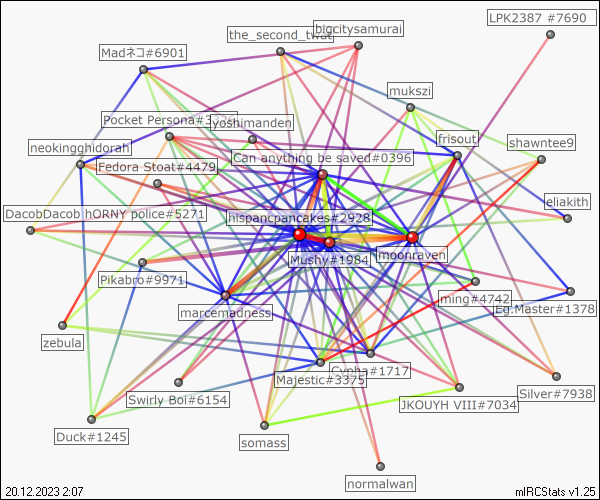 LPK2387 #7690
the_second_twat
bigcitysamurai
Madネコ#6901
mukszi
Pocket Persona#3
yoshimanden
frisout
shawntee9
neokingghidorah
Can anything be saved#0396
Fedora Stoat#4479
eliakith
DacobDacob hORNY police#5271
hispancpancakes#2928
Mushy#1984
moonraven
Pikabro#9971
ming#4742
Eg.Master#1378
marcemadness
zebula
Cypha#1717
Majestic#3375
Silver#7938
Swirly Boi#6154
JKOUYH VIII#7034
Duck#1245
somass
normalwan
20.12.2023 2:07
mIRCStats v1.25